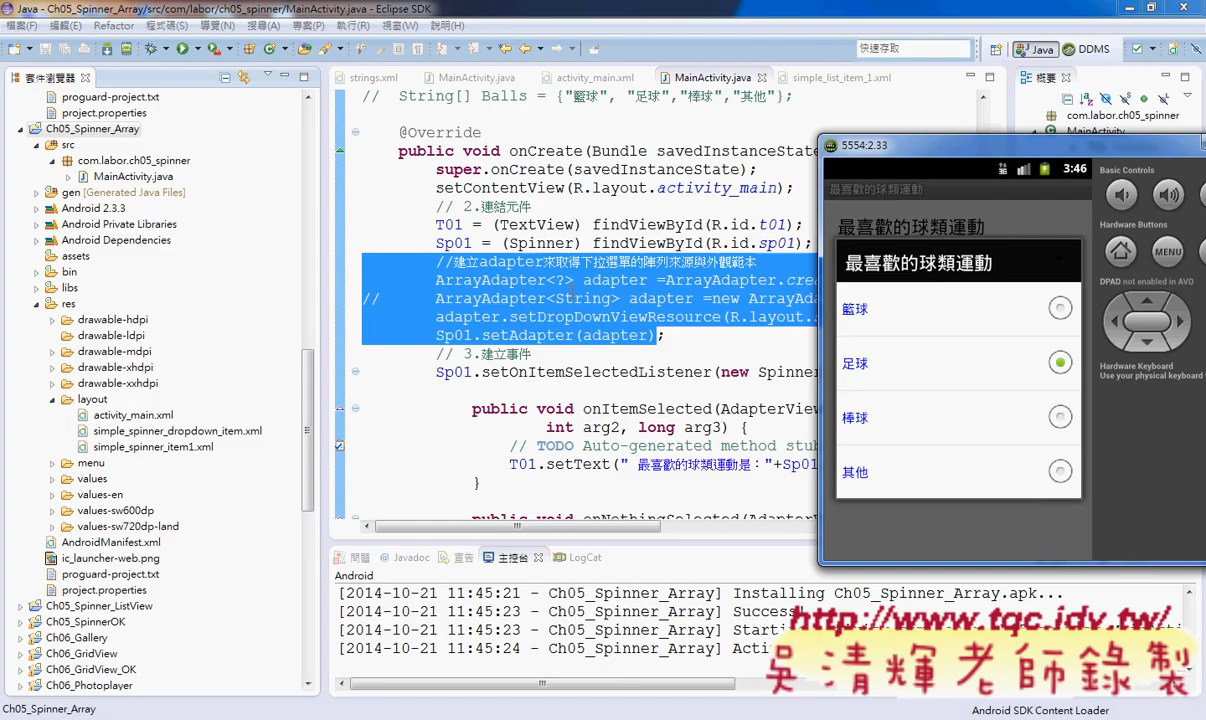 Java - Ch05_Spinner_Array/src/com/labor/ch05_spinner/MainActivity.java - Eclipse SDK
檔案(F) 編輯(E) Refactor 程式碼(S) 導覽(N) 搜尋(A) 專案(P) 執行(R) 視窗(W) 說明(H)
快速存取
Java
DDMS
套件瀏覽器
proguard-project.txt
project.properties
Ch05_Spinner_Array
src
com.labor.ch05_spinner
MainActivity.java
gen [Generated Java Files]
Android 2.3.3
Android Private Libraries
Android Dependencies
assets
bin
libs
res
drawable-hdpi
drawable-ldpi
drawable-mdpi
drawable-xhdpi
drawable-xxhdpi
layout
activity_main.xml
simple_spinner_dropdown_item.xml
simple_spinner_item1.xml
menu
values
values-en
values-sw600dp
values-sw720dp-land
AndroidManifest.xml
ic_launcher-web.png
proguard-project.txt
project.properties
Ch05_Spinner_ListView
Ch05_SpinnerOK
Ch06_Gallery
Ch06_GridView
Ch06_GridView_OK
Ch06_Photoplayer
strings.xml
MainActivity.java
activity_main.xml
MainActivity.java
simple_list_item_1.xml
// String[] Balls = {"籃球", "足球","棒球","其他"};
@Override
public void onCreate(Bundle savedInstanceState
super.onCreate(savedInstanceState);
setContentView(R.layout.activity_main);
// 2.連結元件
T01 = (TextView) findViewById(R.id.t01);
Sp01 = (Spinner) findViewById(R.id.sp01);
//建立adapter來取得下拉選單的陣列來源與外觀範本
ArrayAdapter<?> adapter =ArrayAdapter.crea
// ArrayAdapter<String> adapter =new ArrayAda
adapter.setDropDownViewResource(R.layout.s
Sp01.setAdapter(adapter);
// 3.建立事件
Sp01.setOnItemSelectedListener(new Spinner
public void onItemSelected(AdapterView
int arg2, long arg3) {
// TODO Auto-generated method stub
T01.setText(" 最喜歡的球類運動是："+Sp01
}
public void onNothingSelected(AdapterV
概要
com.labor.ch05_spinner
MainActivity
5554:2.33
3:46
最喜歡的球類運動
最喜歡的球類運動
最喜歡的球類運動
籃球
足球
棒球
其他
Basic Controls
Hardware Buttons
MENU
DPAD not enabled in AVD
Hardware Keyboard
Use your physical keyboard
問題
Javadoc
宣告
主控台
LogCat
Android
[2014-10-21 11:45:21 - Ch05_Spinner_Array] Installing Ch05_Spinner_Array.apk...
[2014-10-21 11:45:23 - Ch05_Spinner_Array] Success!
[2014-10-21 11:45:23 - Ch05_Spinner_Array] Starti
[2014-10-21 11:45:24 - Ch05_Spinner_Array] Acti
http://www.tqc.idv.tw/
吳清輝老師錄製
Ch05_Spinner_Array
Android SDK Content Loader